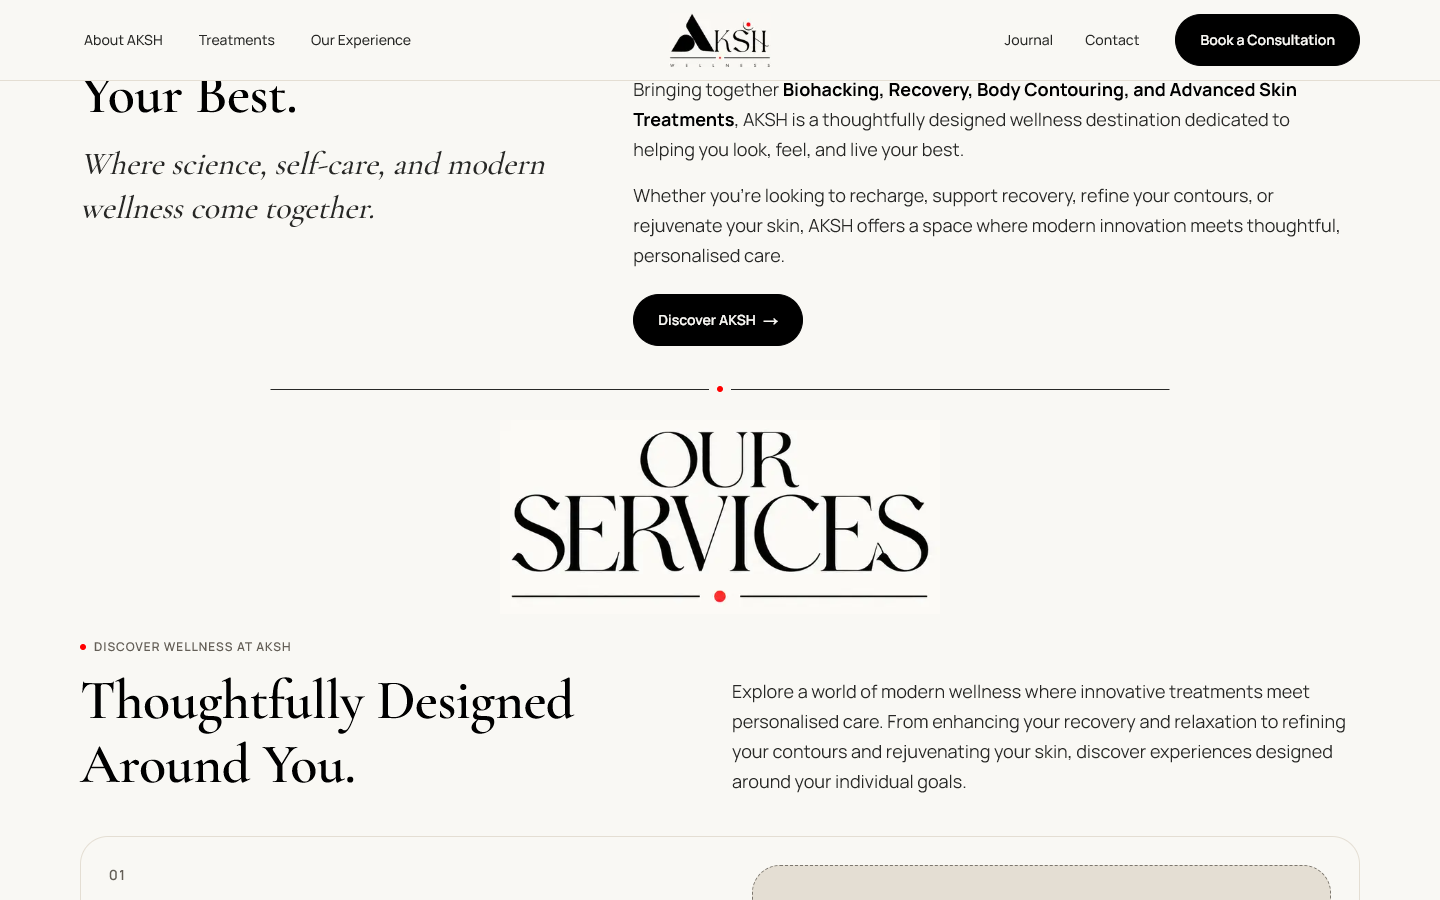 About AKSH
Treatments
Our Experience
AKSH
WELLNESS
Journal
Contact
Book a Consultation
Your Best.
Where science, self-care, and modern
wellness come together.
Bringing together Biohacking, Recovery, Body Contouring, and Advanced Skin
Treatments, AKSH is a thoughtfully designed wellness destination dedicated to
helping you look, feel, and live your best.
Whether you're looking to recharge, support recovery, refine your contours, or
rejuvenate your skin, AKSH offers a space where modern innovation meets thoughtful,
personalised care.
Discover AKSH →
OUR
SERVICES
DISCOVER WELLNESS AT AKSH
Thoughtfully Designed
Around You.
Explore a world of modern wellness where innovative treatments meet
personalised care. From enhancing your recovery and relaxation to refining
your contours and rejuvenating your skin, discover experiences designed
around your individual goals.
01